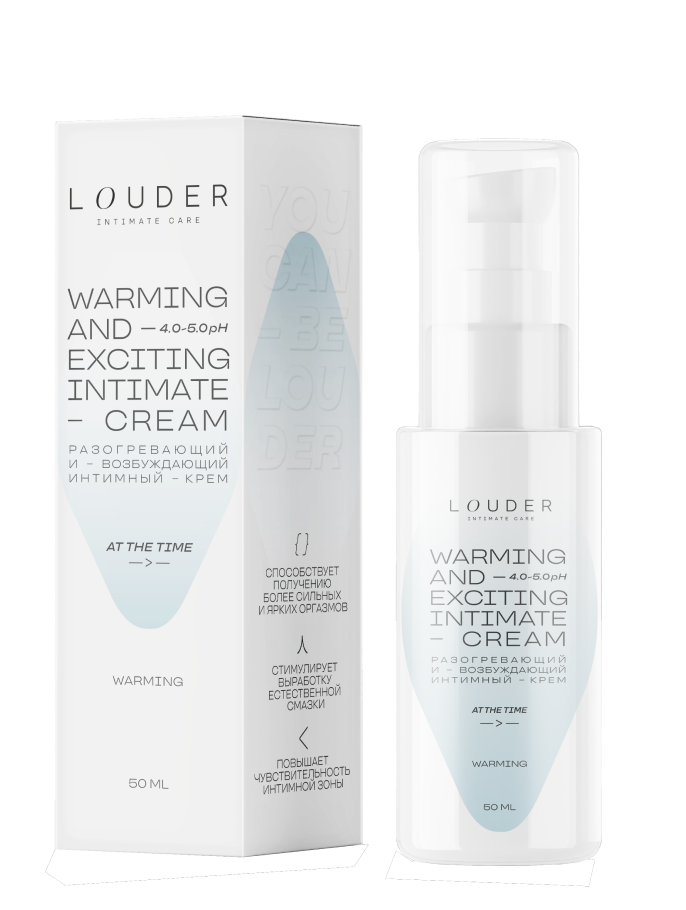 LOUDER
INTIMATE CARE
WARMING
AND — 4.0-5.0pH
EXCITING
INTIMATE
– CREAM
РАЗОГРЕВАЮЩИЙ
И – ВОЗБУЖДАЮЩИЙ
ИНТИМНЫЙ – КРЕМ
AT THE TIME
—>—
WARMING
50 ML
YOU
CAN
– BE
LOU
DER
{}
СПОСОБСТВУЕТ
ПОЛУЧЕНИЮ
БОЛЕЕ СИЛЬНЫХ
И ЯРКИХ ОРГАЗМОВ
СТИМУЛИРУЕТ
ВЫРАБОТКУ
ЕСТЕСТВЕННОЙ
СМАЗКИ
<
ПОВЫШАЕТ
ЧУВСТВИТЕЛЬНОСТЬ
ИНТИМНОЙ ЗОНЫ
LOUDER
INTIMATE CARE
WARMING
AND — 4.0-5.0pH
EXCITING
INTIMATE
– CREAM
РАЗОГРЕВАЮЩИЙ
И – ВОЗБУЖДАЮЩИЙ
ИНТИМНЫЙ – КРЕМ
AT THE TIME
—>—
WARMING
50 ML